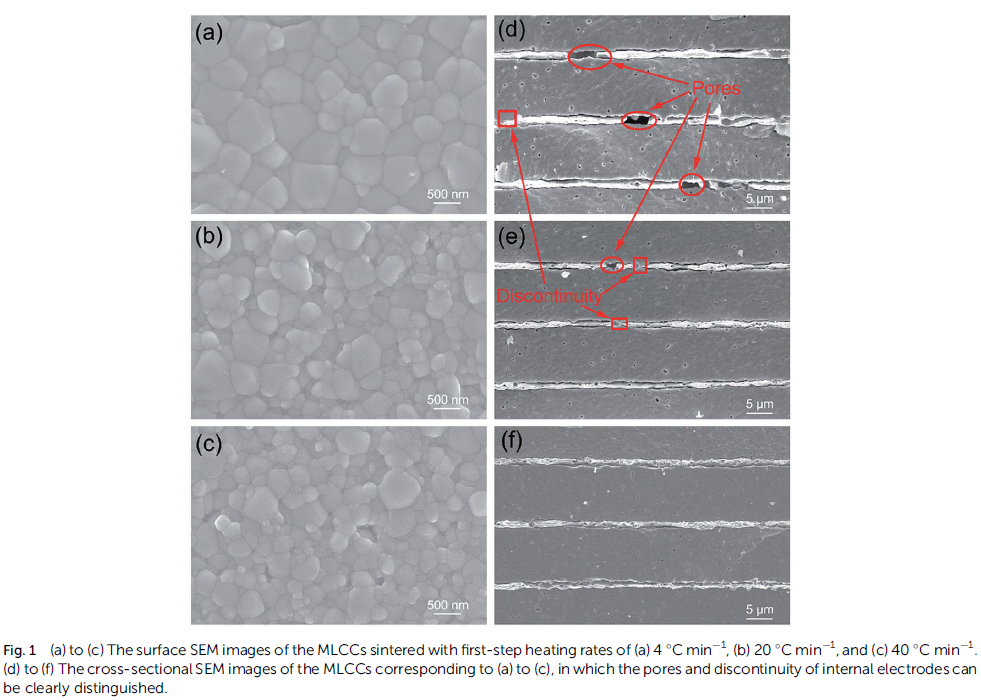 (a)
500 nm
(d)
Pores
5 µm
(b)
500 nm
(e)
Discontinuity
5 µm
(c)
500 nm
(f)
5 µm
Fig. 1 (a) to (c) The surface SEM images of the MLCCs sintered with first-step heating rates of (a) 4 °C min⁻¹, (b) 20 °C min⁻¹, and (c) 40 °C min⁻¹.
(d) to (f) The cross-sectional SEM images of the MLCCs corresponding to (a) to (c), in which the pores and discontinuity of internal electrodes can
be clearly distinguished.